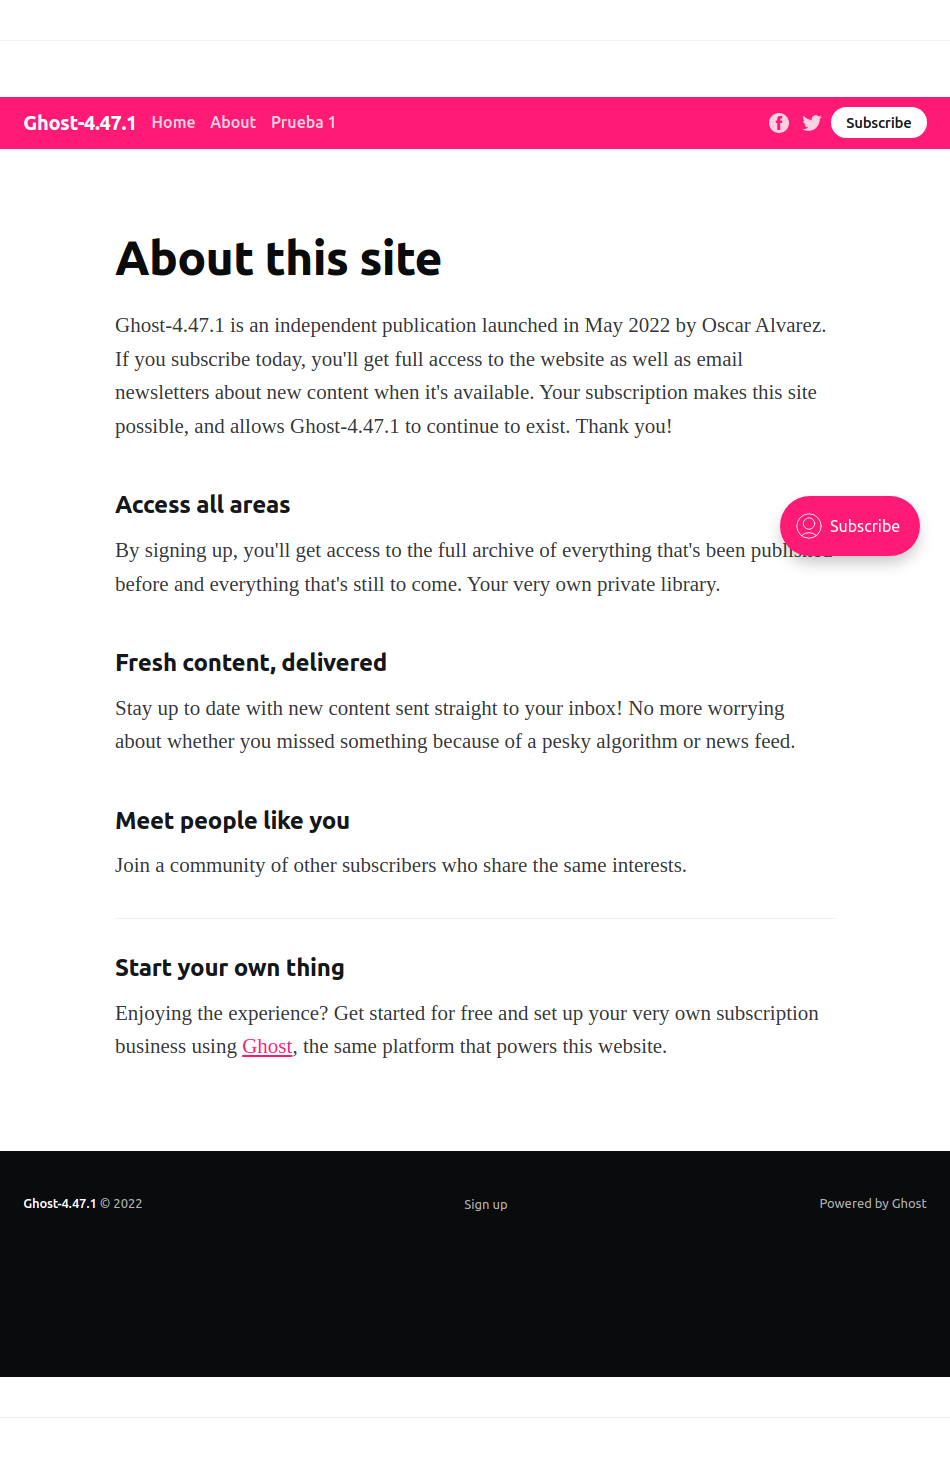 Ghost-4.47.1 Home About Prueba 1 Subscribe
About this site
Ghost-4.47.1 is an independent publication launched in May 2022 by Oscar Alvarez.
If you subscribe today, you'll get full access to the website as well as email
newsletters about new content when it's available. Your subscription makes this site
possible, and allows Ghost-4.47.1 to continue to exist. Thank you!
Access all areas
Subscribe
By signing up, you'll get access to the full archive of everything that's been published
before and everything that's still to come. Your very own private library.
Fresh content, delivered
Stay up to date with new content sent straight to your inbox! No more worrying
about whether you missed something because of a pesky algorithm or news feed.
Meet people like you
Join a community of other subscribers who share the same interests.
Start your own thing
Enjoying the experience? Get started for free and set up your very own subscription
business using Ghost, the same platform that powers this website.
Ghost-4.47.1 © 2022 Sign up Powered by Ghost